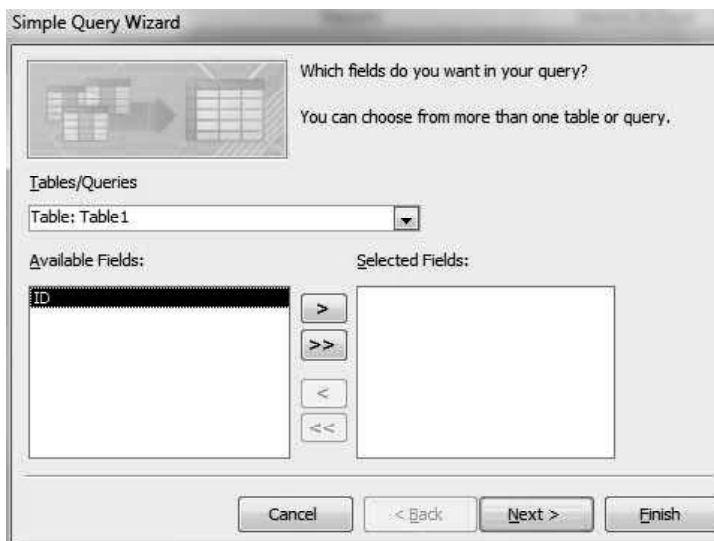 Simple Query Wizard
Which fields do you want in your query?
You can choose from more than one table or query.
Tables/Queries
Table: Table1
Available Fields:
Selected Fields:
ID
>
>>
<
<<
Cancel
< Back
Next >
Finish